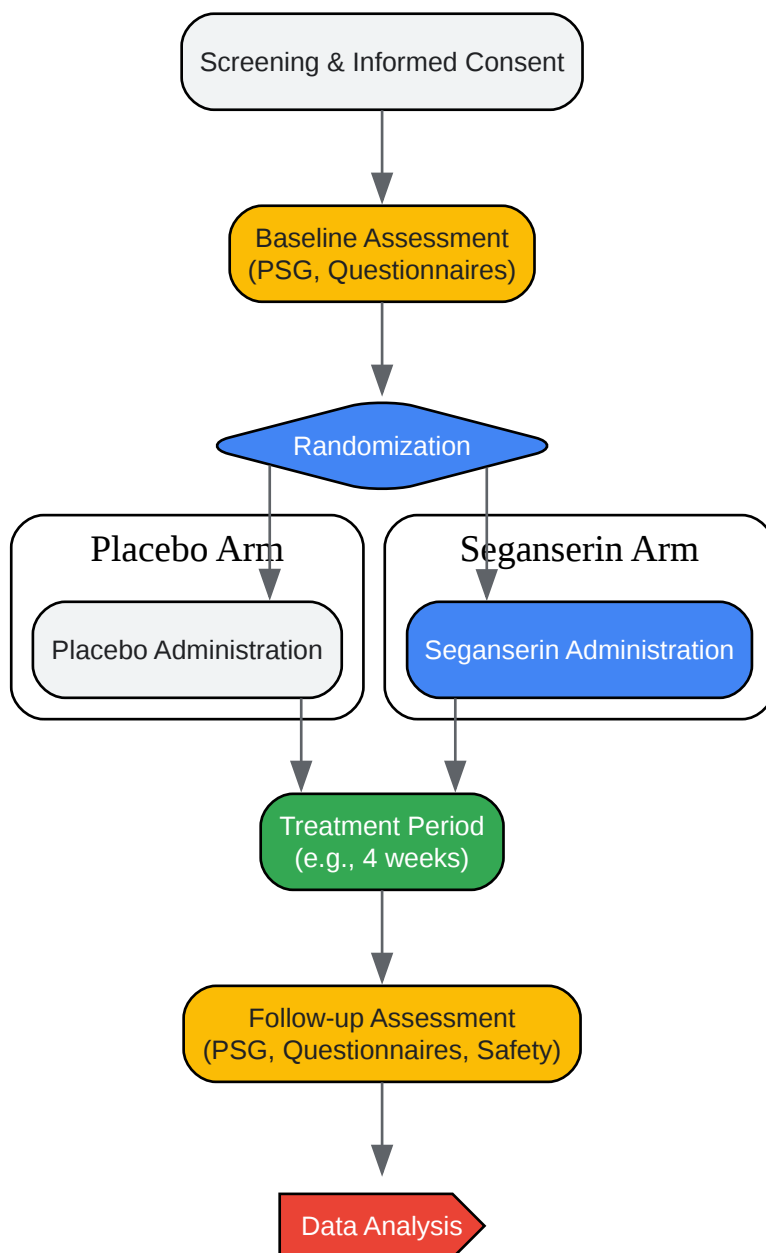 Screening & Informed Consent
Baseline Assessment
(PSG, Questionnaires)
Randomization
Placebo Arm
Seganserin Arm
Placebo Administration
Seganserin Administration
Treatment Period
(e.g., 4 weeks)
Follow-up Assessment
(PSG, Questionnaires, Safety)
Data Analysis